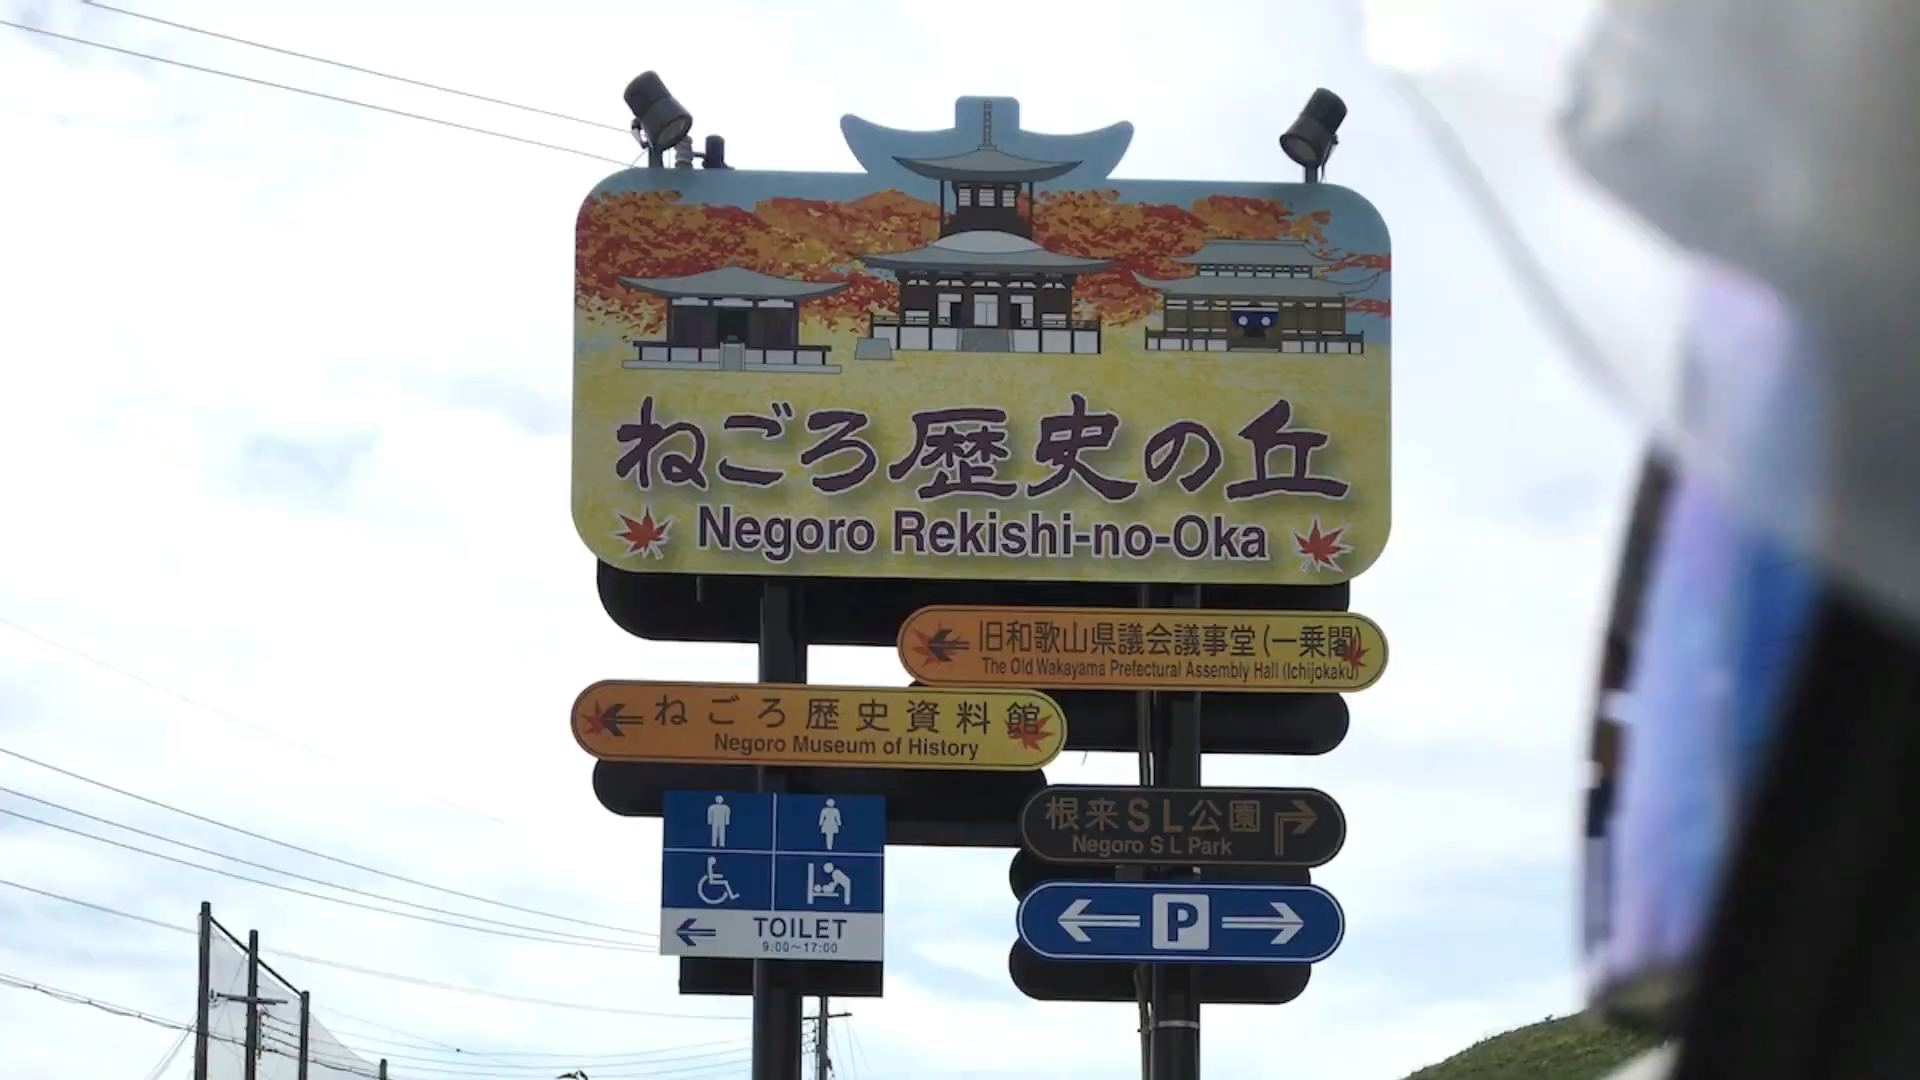 ねごろ歴史の丘
Negoro Rekishi-no-Oka
旧和歌山県議会議事堂(一乗閣)
The Old Wakayama Prefectural Assembly Hall (Ichijokaku)
ねごろ歴史資料館
Negoro Museum of History
根来SL公園
Negoro S L Park
TOILET
9:00～17:00
P